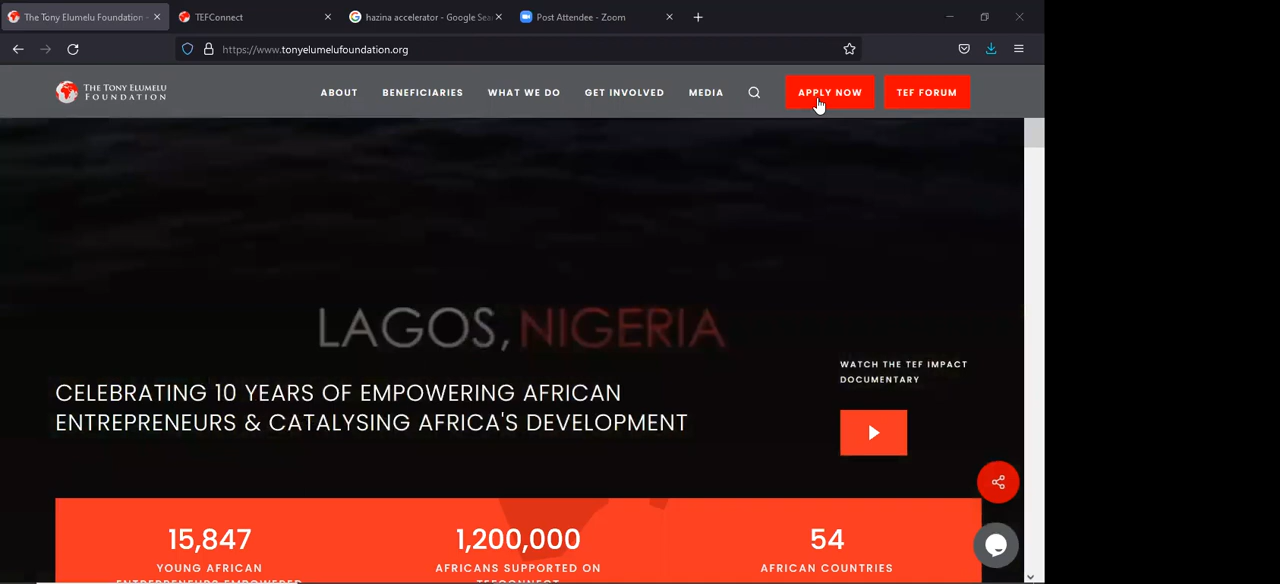 The Tony Elumelu Foundation -
TEFConnect
hazina accelerator - Google Sea
Post Attendee - Zoom
https://www.tonyelumelufoundation.org
THE TONY ELUMELU
FOUNDATION
ABOUT
BENEFICIARIES
WHAT WE DO
GET INVOLVED
MEDIA
APPLY NOW
TEF FORUM
LAGOS, NIGERIA
WATCH THE TEF IMPACT
DOCUMENTARY
CELEBRATING 10 YEARS OF EMPOWERING AFRICAN
ENTREPRENEURS & CATALYSING AFRICA'S DEVELOPMENT
15,847
YOUNG AFRICAN
ENTREPRENEURS EMPOWERED
1,200,000
AFRICANS SUPPORTED ON
TEFCONNECT
54
AFRICAN COUNTRIES